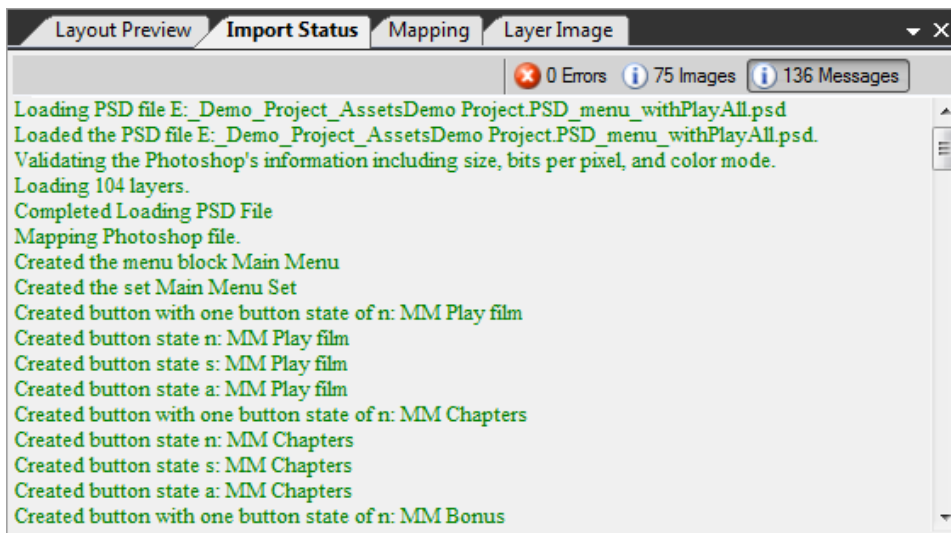 Layout Preview Import Status Mapping Layer Image
0 Errors 75 Images 136 Messages
Loading PSD file E:_Demo_Project_AssetsDemo Project.PSD_menu_withPlayAll.psd
Loaded the PSD file E:_Demo_Project_AssetsDemo Project.PSD_menu_withPlayAll.psd.
Validating the Photoshop's information including size, bits per pixel, and color mode.
Loading 104 layers.
Completed Loading PSD File
Mapping Photoshop file.
Created the menu block Main Menu
Created the set Main Menu Set
Created button with one button state of n: MM Play film
Created button state n: MM Play film
Created button state s: MM Play film
Created button state a: MM Play film
Created button with one button state of n: MM Chapters
Created button state n: MM Chapters
Created button state s: MM Chapters
Created button state a: MM Chapters
Created button with one button state of n: MM Bonus